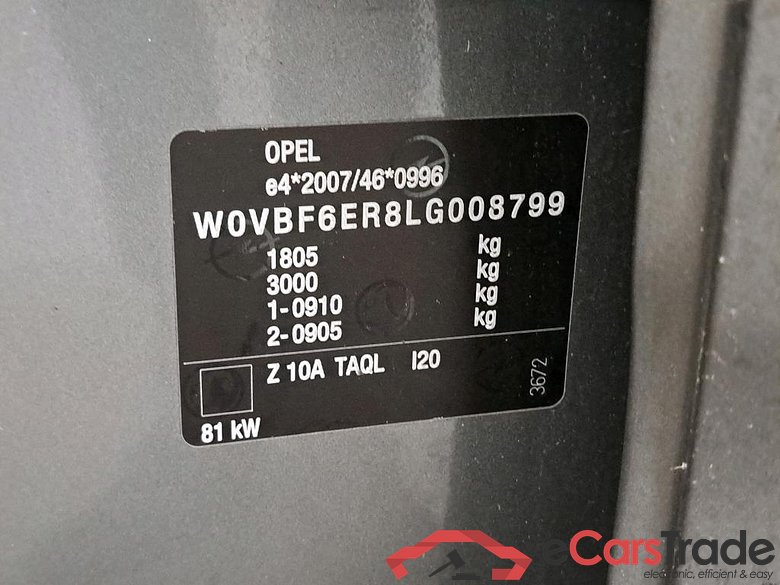 OPEL
e4*2007/46*0996
W0VBF6ER8LG008799
1805 kg
3000 kg
1-0910 kg
2-0905 kg
Z 10A TAQL I20
3672
81 kW
eCarsTrade
electronic, efficient & easy